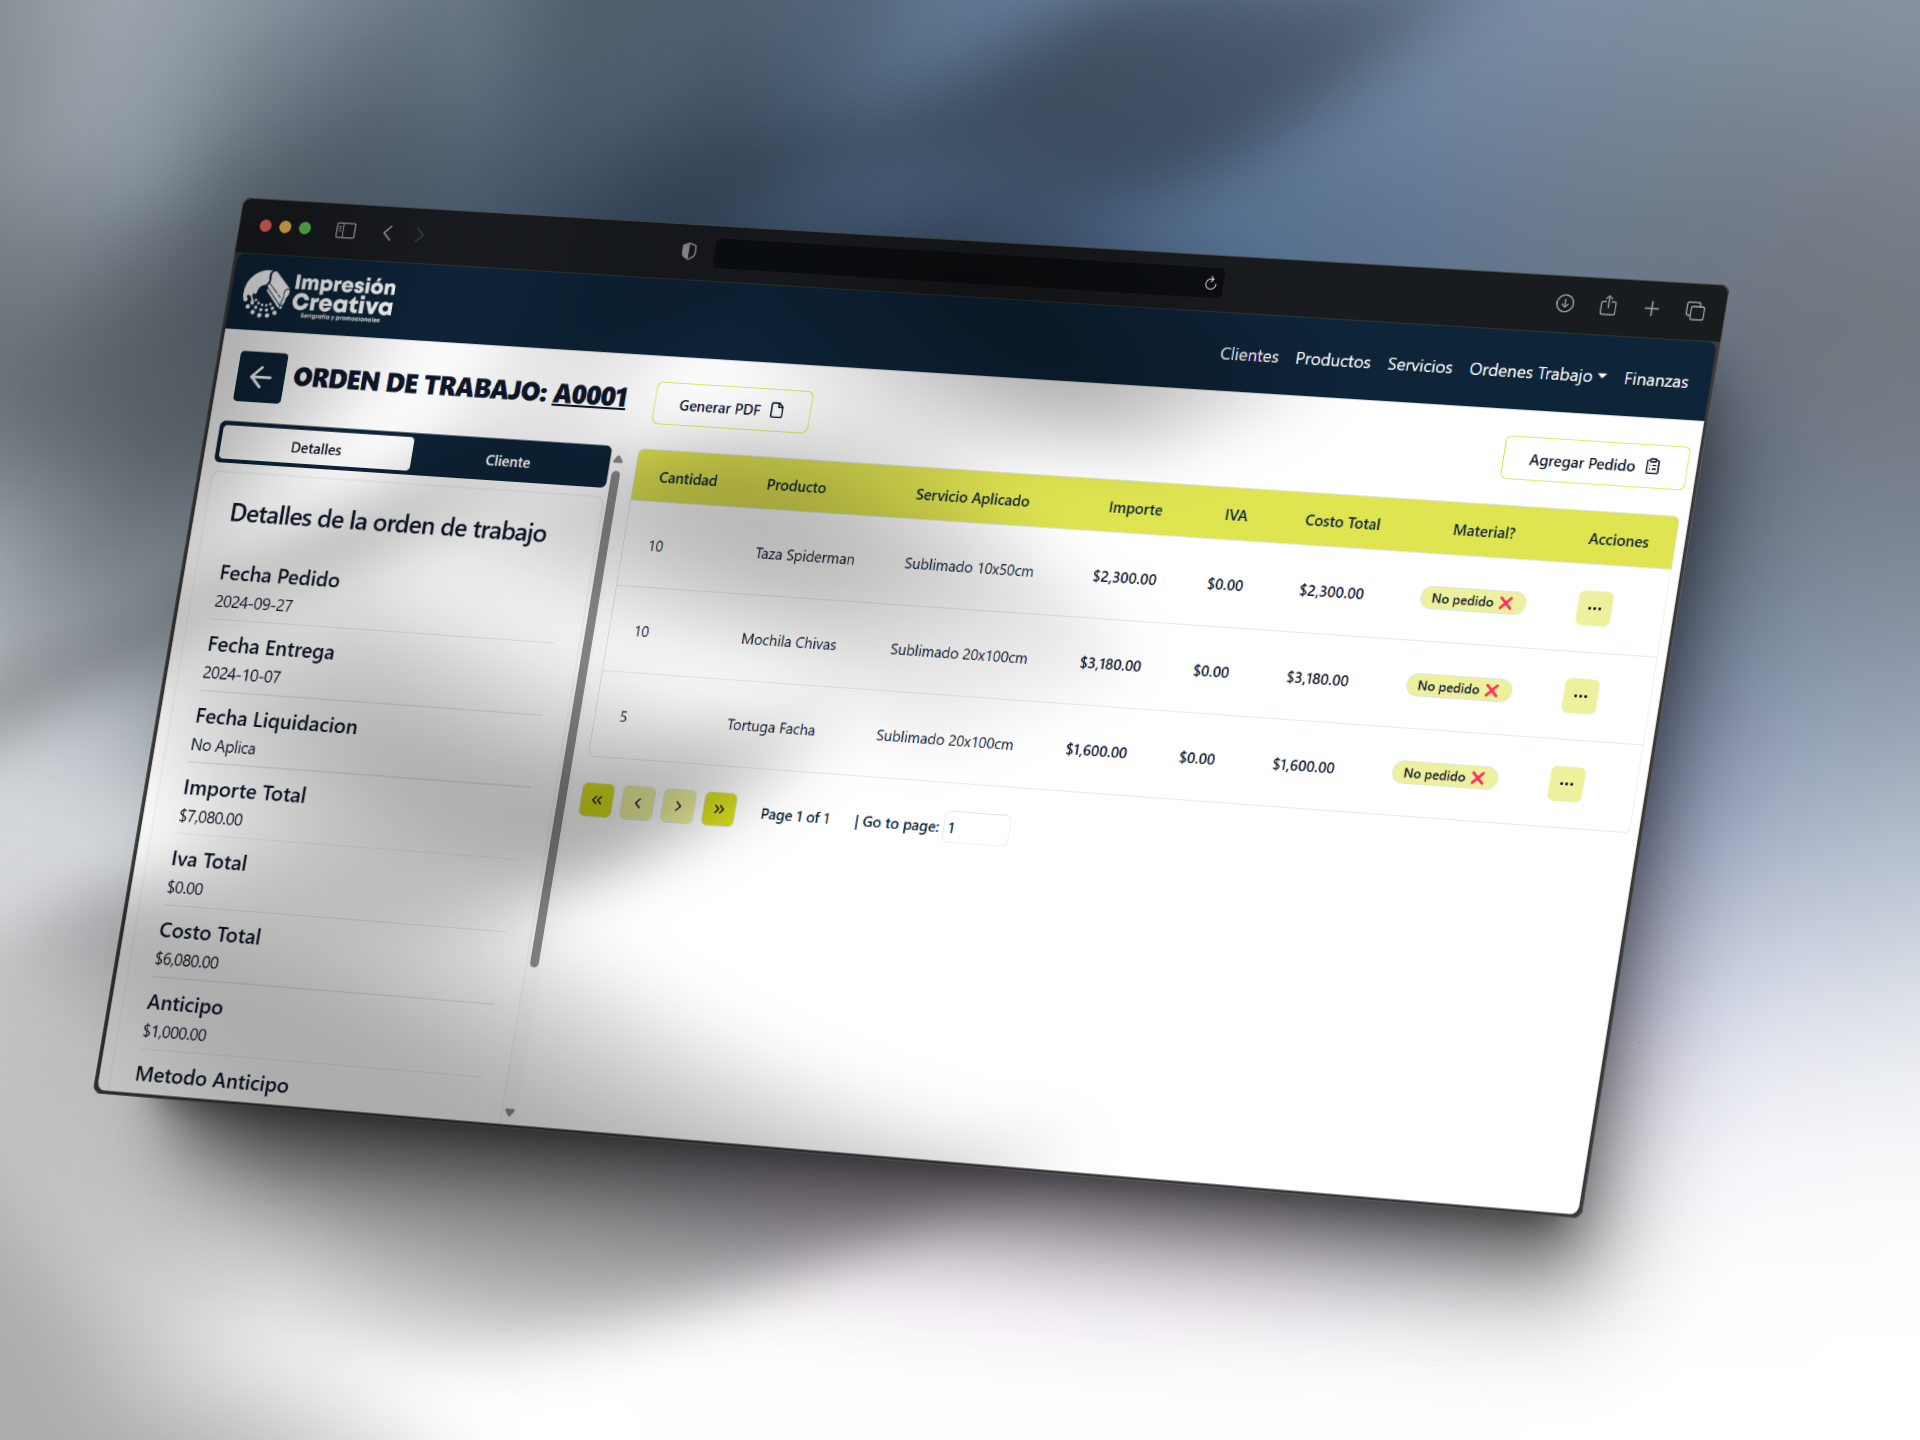 Impresión
Creativa
Serigrafía y promocionales
Clientes Productos Servicios Ordenes Trabajo Finanzas
ORDEN DE TRABAJO: A0001
Generar PDF
Agregar Pedido
Detalles Cliente
Detalles de la orden de trabajo
Fecha Pedido
2024-09-27
Fecha Entrega
2024-10-07
Fecha Liquidacion
No Aplica
Importe Total
$7,080.00
Iva Total
$0.00
Costo Total
$6,080.00
Anticipo
$1,000.00
Metodo Anticipo
Cantidad Producto Servicio Aplicado Importe IVA Costo Total Material? Acciones
10 Taza Spiderman Sublimado 10x50cm $2,300.00 $0.00 $2,300.00 No pedido ❌ ...
10 Mochila Chivas Sublimado 20x100cm $3,180.00 $0.00 $3,180.00 No pedido ❌ ...
5 Tortuga Facha Sublimado 20x100cm $1,600.00 $0.00 $1,600.00 No pedido ❌ ...
« ‹ › » Page 1 of 1 | Go to page: 1